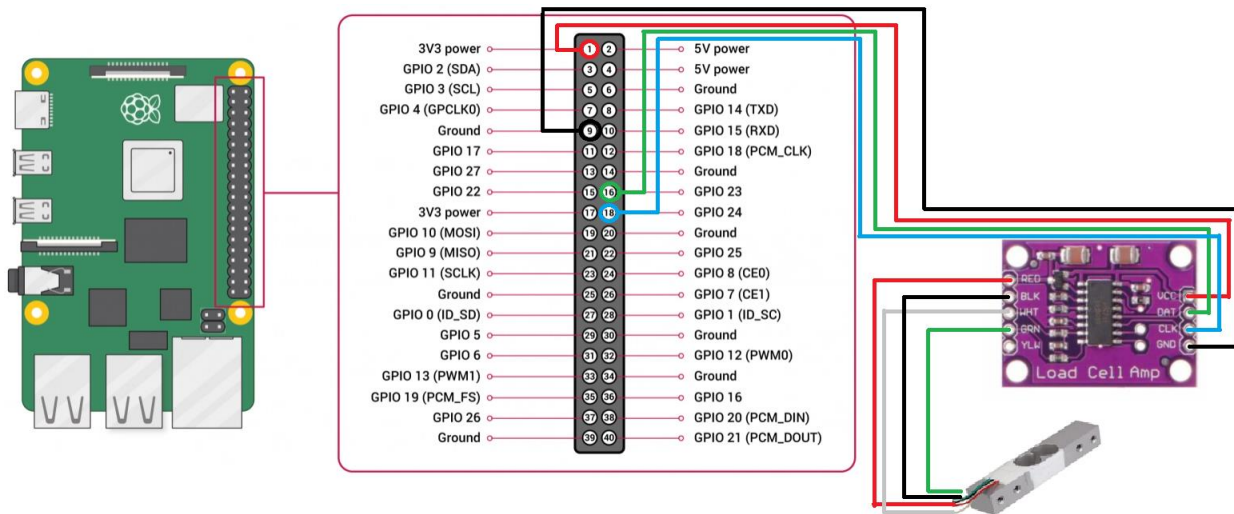 3V3 power 1 2 5V power
GPIO 2 (SDA) 3 4 5V power
GPIO 3 (SCL) 5 6 Ground
GPIO 4 (GPCLK0) 7 8 GPIO 14 (TXD)
Ground 9 10 GPIO 15 (RXD)
GPIO 17 11 12 GPIO 18 (PCM_CLK)
GPIO 27 13 14 Ground
GPIO 22 15 16 GPIO 23
3V3 power 17 18 GPIO 24
GPIO 10 (MOSI) 19 20 Ground
GPIO 9 (MISO) 21 22 GPIO 25
GPIO 11 (SCLK) 23 24 GPIO 8 (CE0)
Ground 25 26 GPIO 7 (CE1)
GPIO 0 (ID_SD) 27 28 GPIO 1 (ID_SC)
GPIO 5 29 30 Ground
GPIO 6 31 32 GPIO 12 (PWM0)
GPIO 13 (PWM1) 33 34 Ground
GPIO 19 (PCM_FS) 35 36 GPIO 16
GPIO 26 37 38 GPIO 20 (PCM_DIN)
Ground 39 40 GPIO 21 (PCM_DOUT)
RED
BLK VCC
WHT DAT
GRN CLK
YLW GND
Load Cell Amp